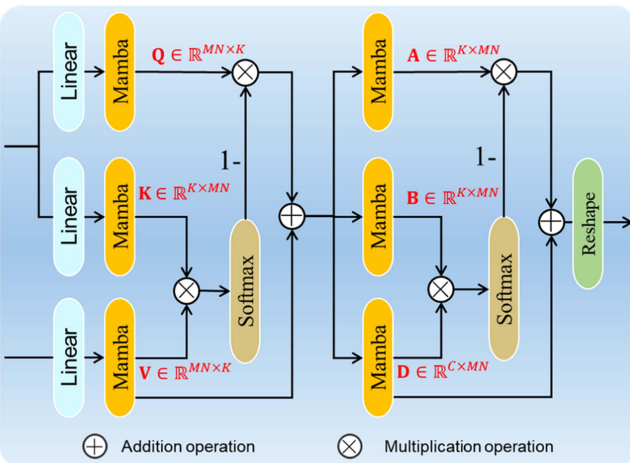 Linear
Mamba
Q ∈ ℝ^{MN×K}
1-
Linear
Mamba
K ∈ ℝ^{K×MN}
Softmax
Linear
Mamba
V ∈ ℝ^{MN×K}
Mamba
A ∈ ℝ^{K×MN}
1-
Mamba
B ∈ ℝ^{K×MN}
Softmax
Mamba
D ∈ ℝ^{C×MN}
Reshape
Addition operation
Multiplication operation